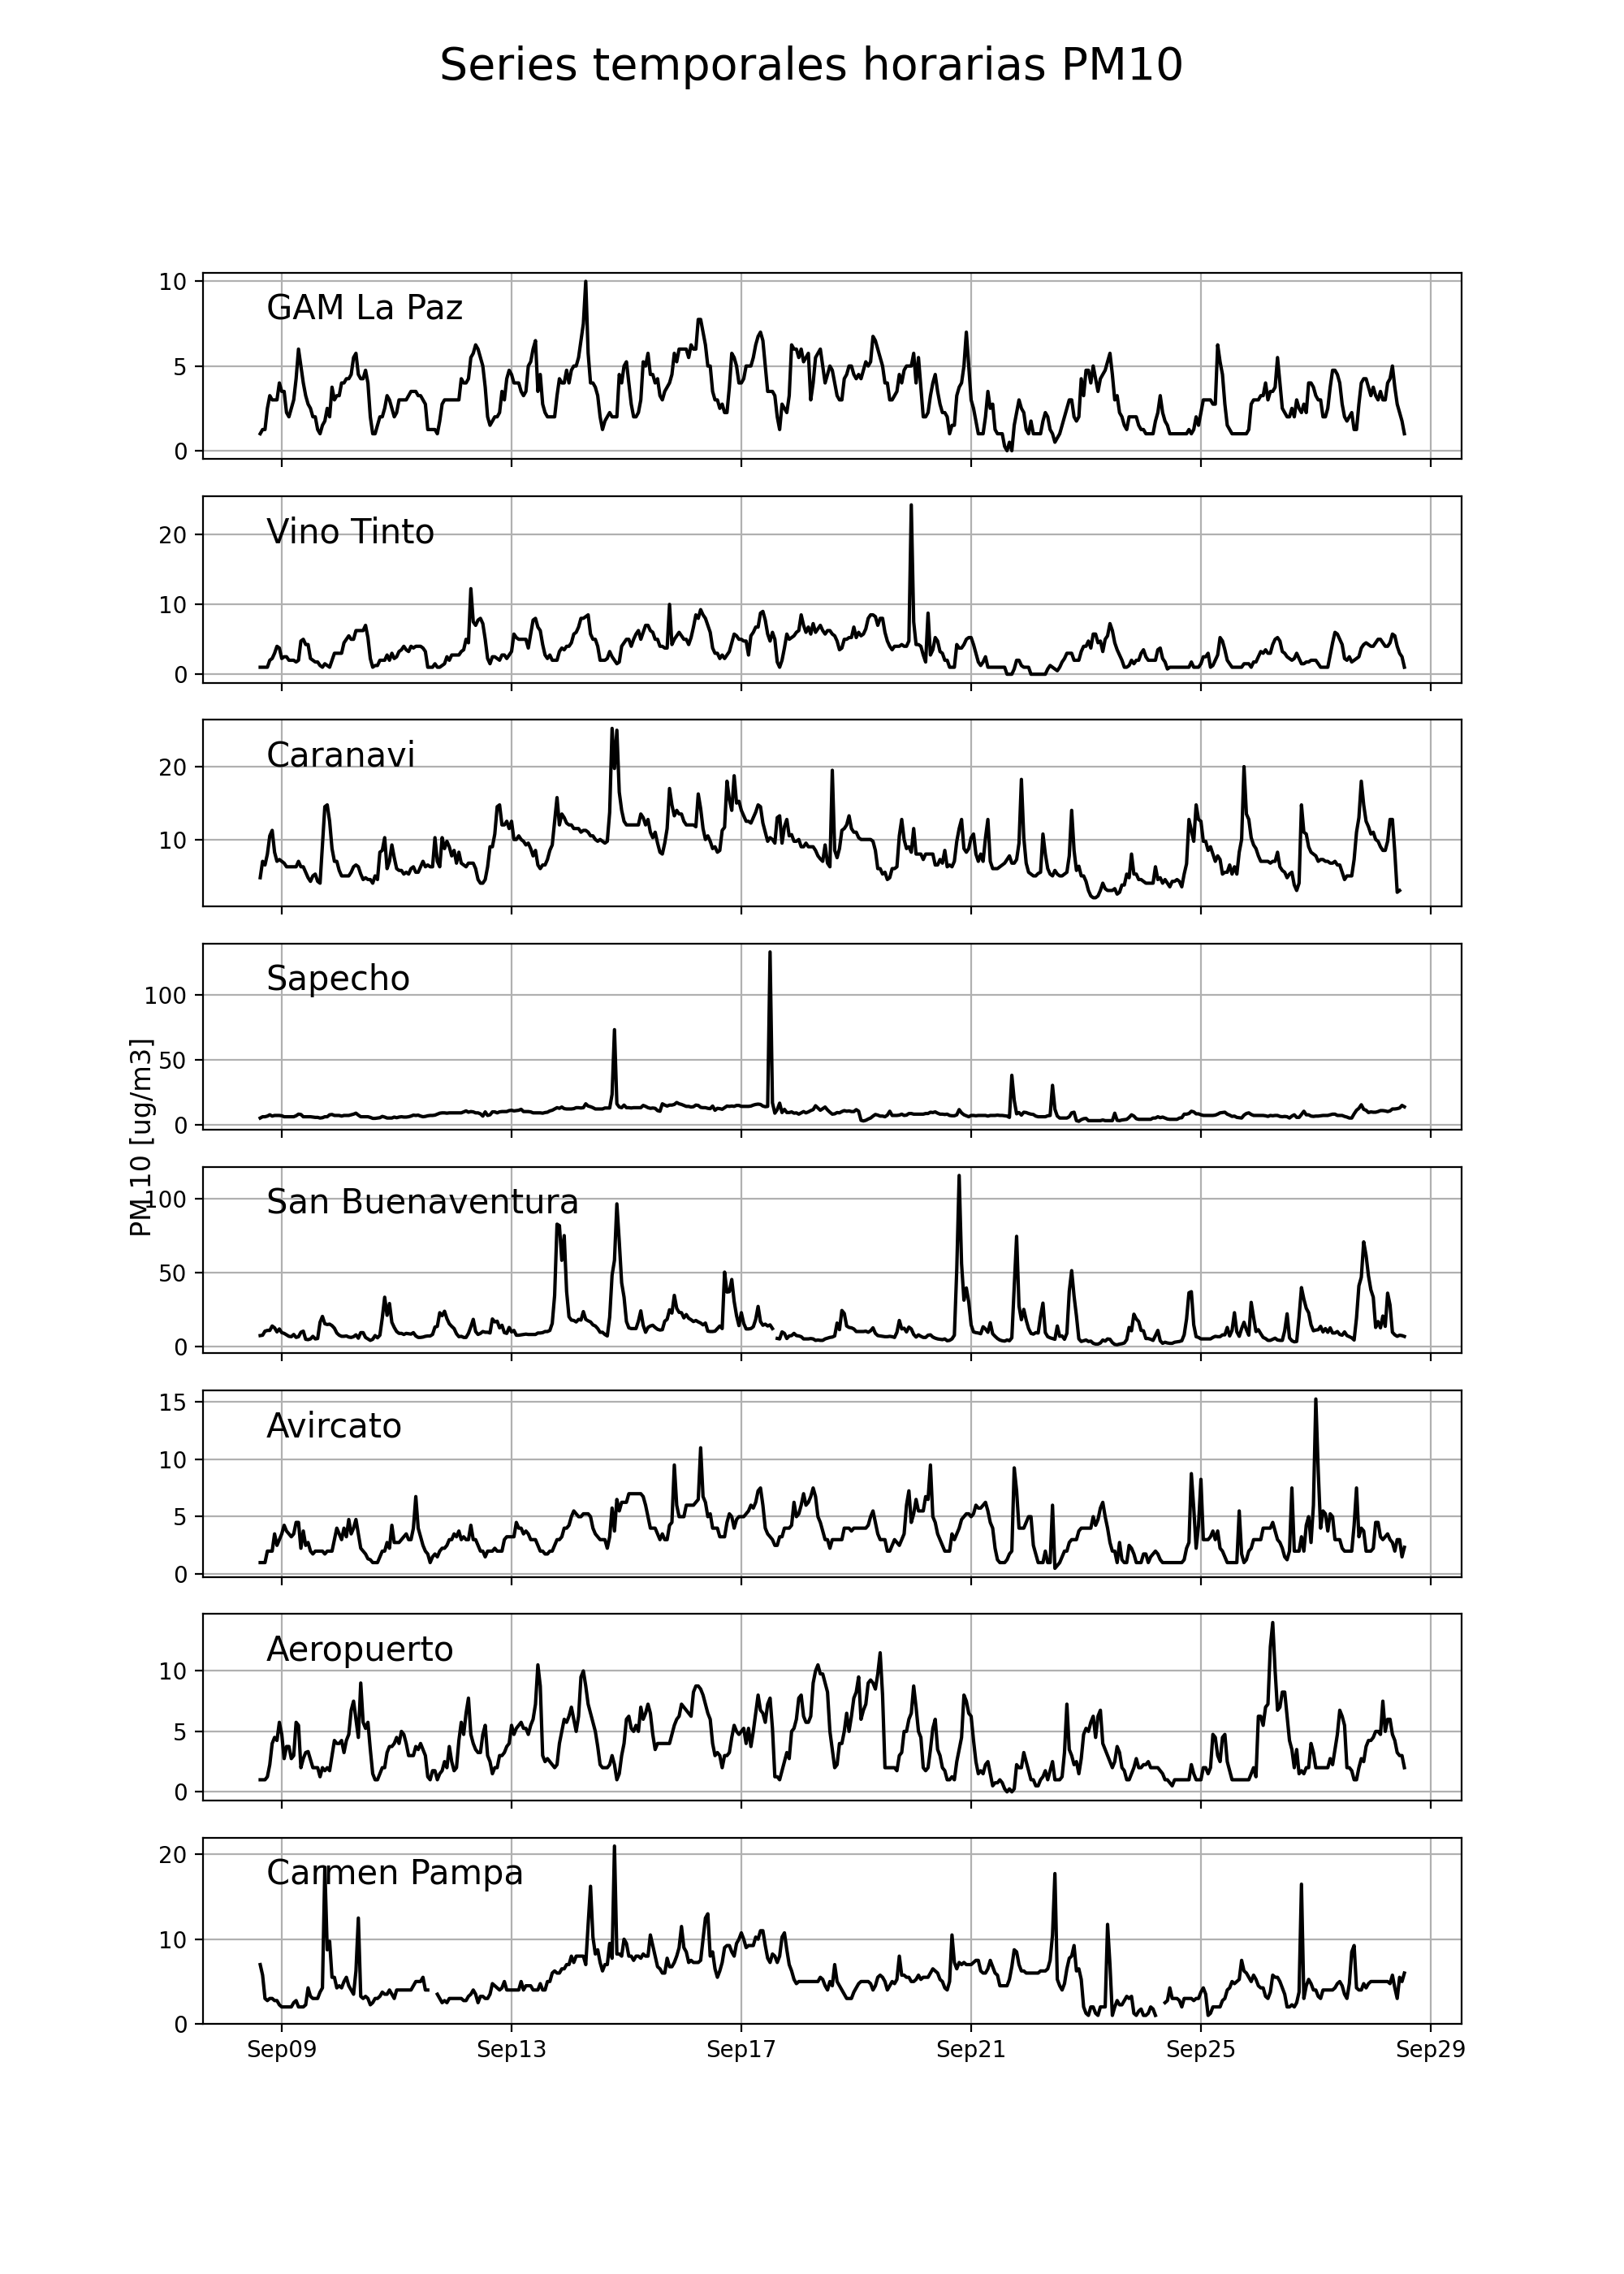 Series temporales horarias PM10
10
GAM La Paz
5
0
20
Vino Tinto
10
0
Caranavi
20
10
Sapecho
100
50
0
PM 10 [ug/m3]
100
San Buenaventura
50
0
15
Avircato
10
5
0
Aeropuerto
10
5
0
20
Carmen Pampa
10
0
Sep09 Sep13 Sep17 Sep21 Sep25 Sep29